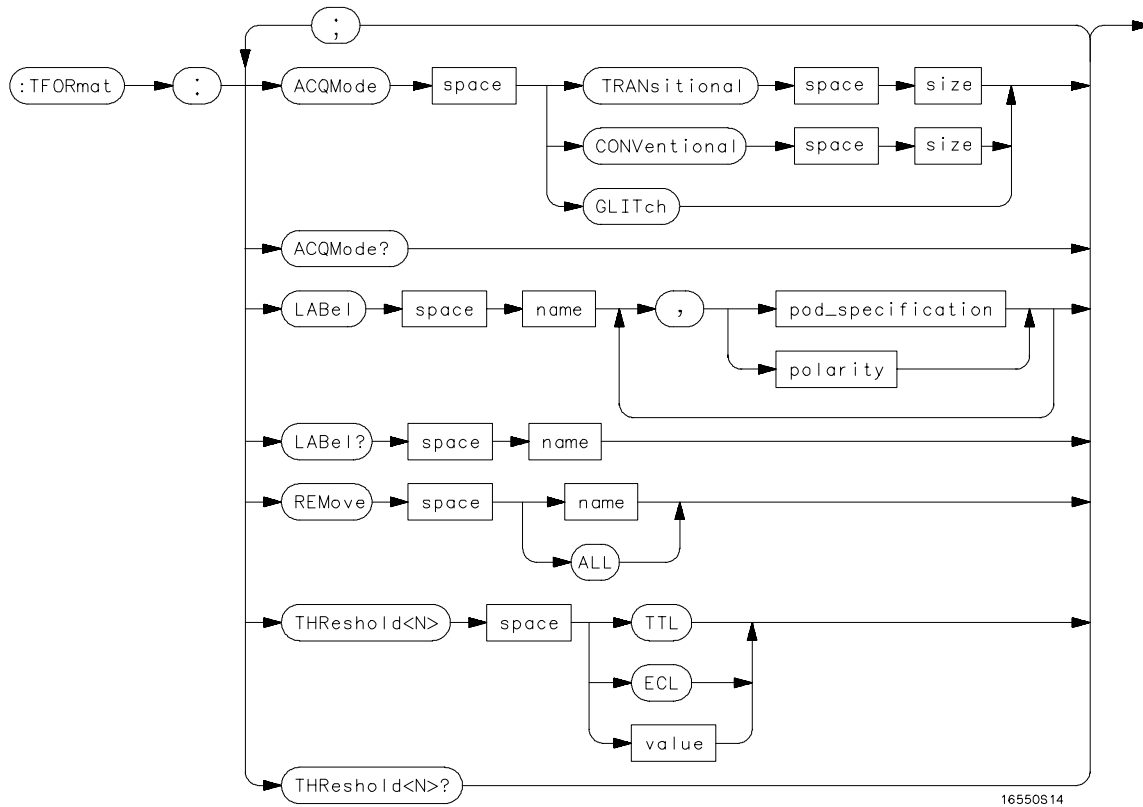 ;
:TFORmat : ACQMode space TRANsitional space size
CONVentional space size
GLITch
ACQMode?
LABel space name , pod_specification
polarity
LABel? space name
REMove space name
ALL
THReshold<N> space TTL
ECL
value
THReshold<N>?
16550S14